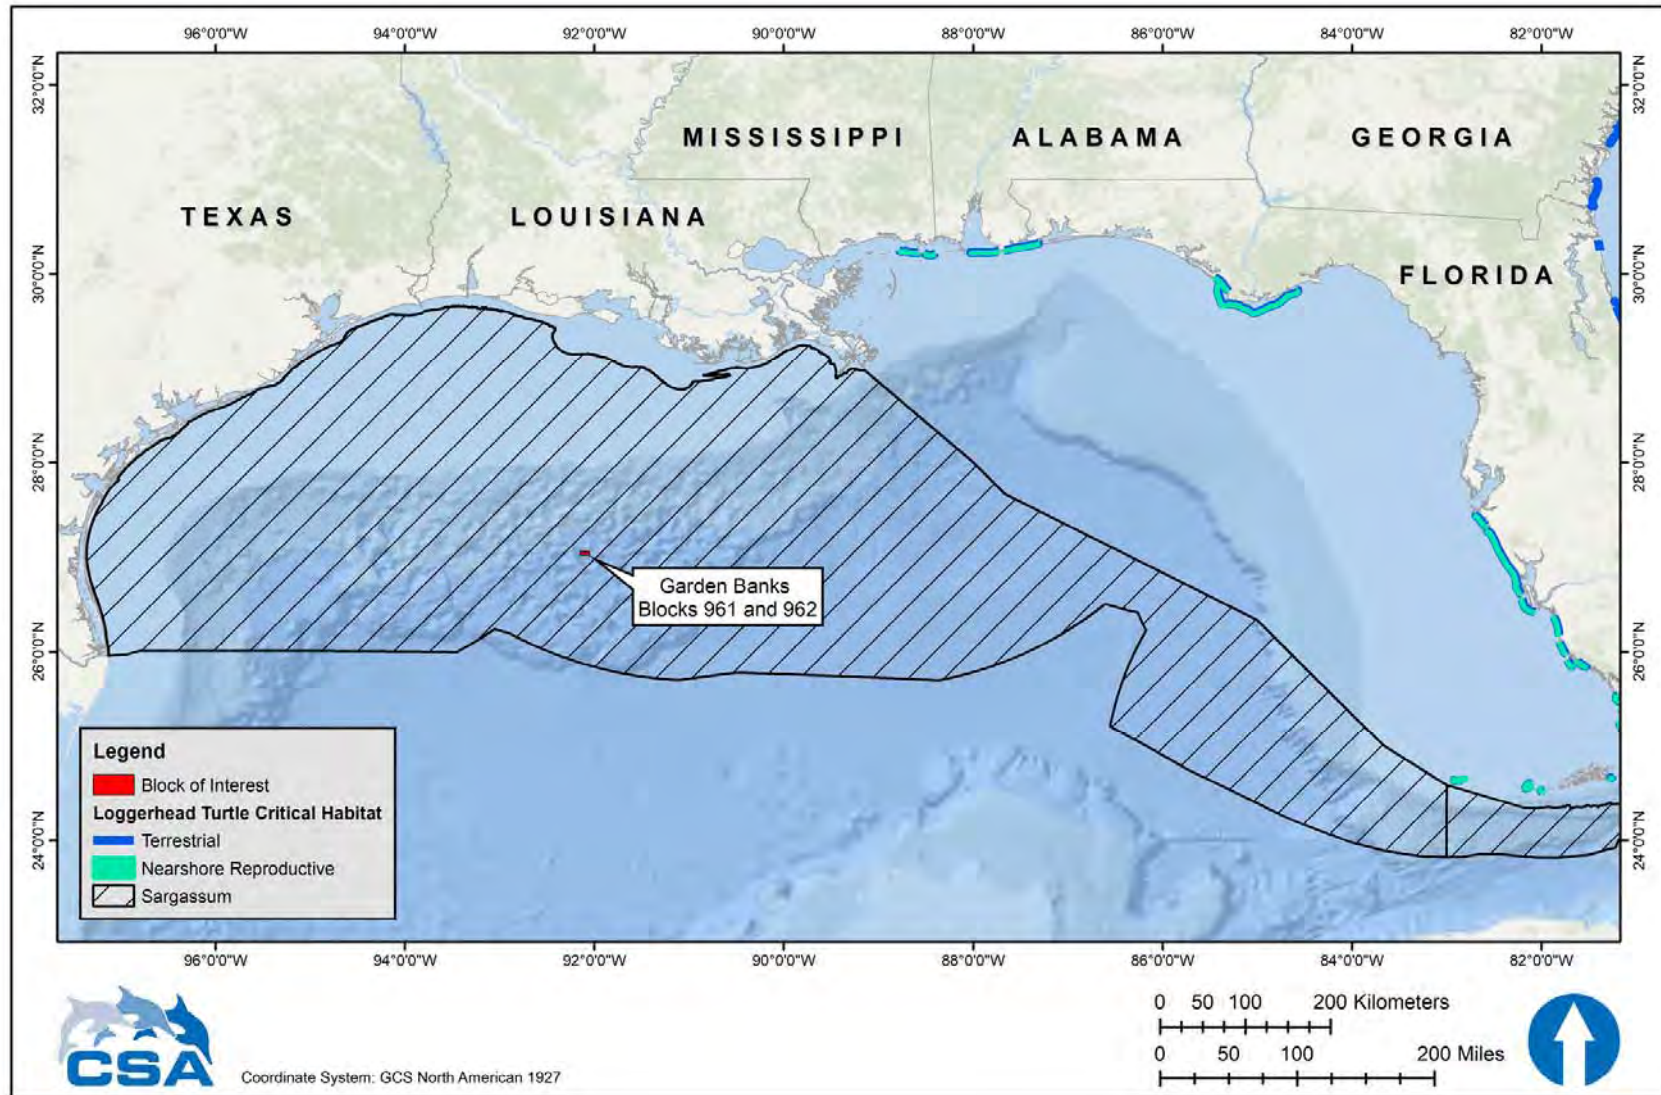 96°0'0"W 94°0'0"W 92°0'0"W 90°0'0"W 88°0'0"W 86°0'0"W 84°0'0"W 82°0'0"W
32°0'0"N
32°0'0"N
MISSISSIPPI ALABAMA GEORGIA
TEXAS LOUISIANA
30°0'0"N
FLORIDA
30°0'0"N
28°0'0"N
28°0'0"N
Garden Banks
Blocks 961 and 962
26°0'0"N
26°0'0"N
Legend
Block of Interest
Loggerhead Turtle Critical Habitat
Terrestrial
Nearshore Reproductive
Sargassum
24°0'0"N
24°0'0"N
96°0'0"W 94°0'0"W 92°0'0"W 90°0'0"W 88°0'0"W 86°0'0"W 84°0'0"W 82°0'0"W
0 50 100 200 Kilometers
0 50 100 200 Miles
CSA
Coordinate System: GCS North American 1927